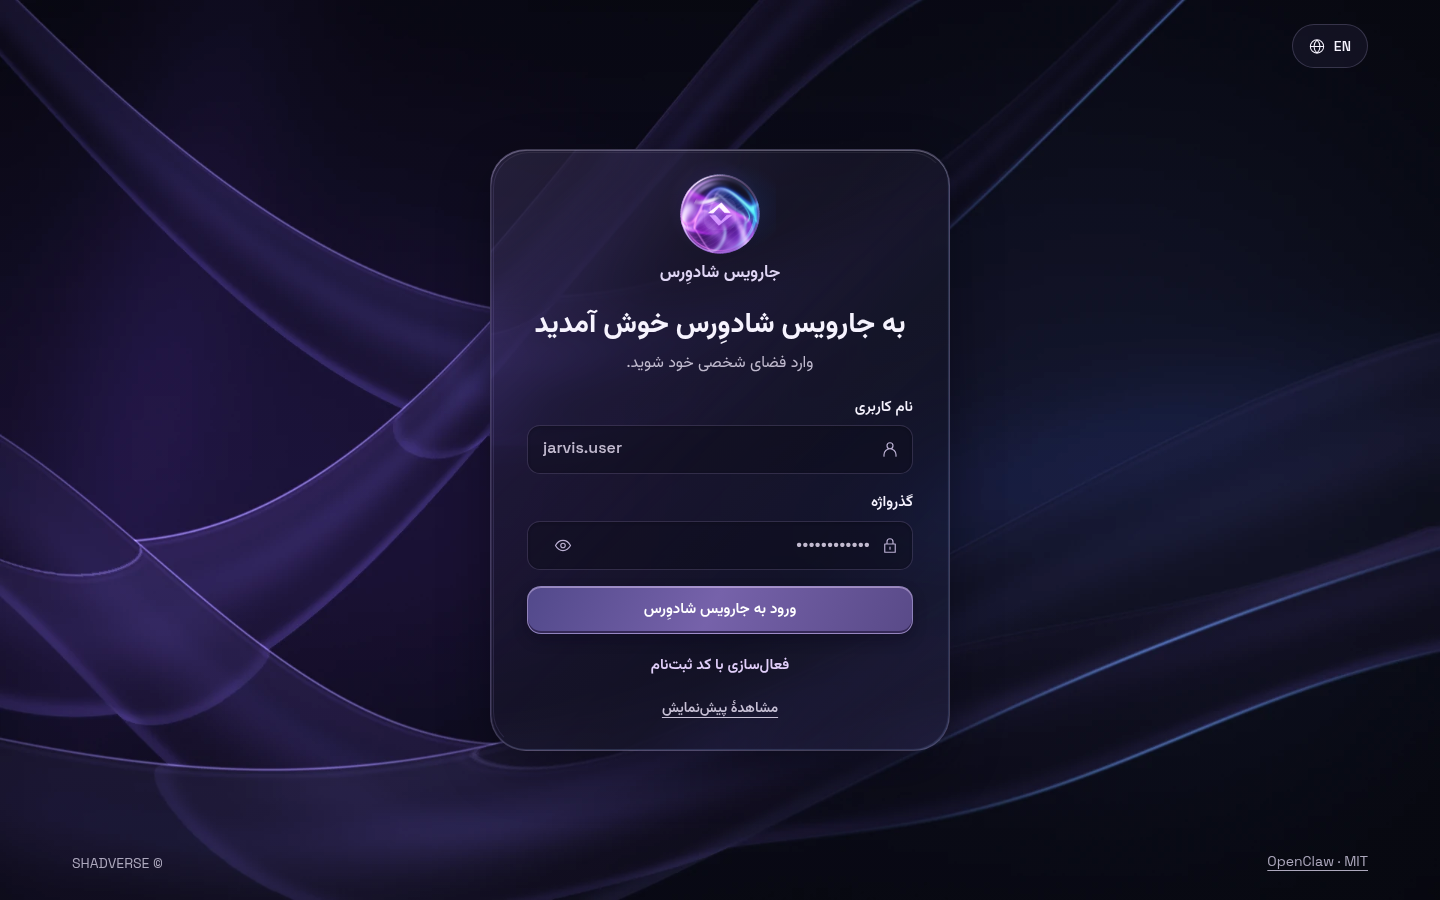 EN
جارویس شادوِرس
به جارویس شادوِرس خوش آمدید
وارد فضای شخصی خود شوید.
نام کاربری
jarvis.user
گذرواژه
••••••••••••
ورود به جارویس شادوِرس
فعال‌سازی با کد ثبت‌نام
مشاهدهٔ پیش‌نمایش
OpenClaw · MIT
SHADVERSE ©